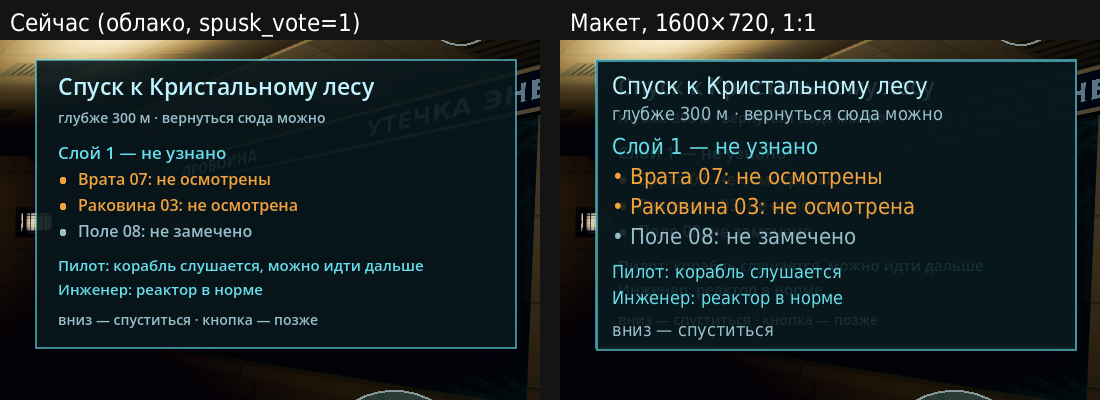 Сейчас (облако, spusk_vote=1)
Спуск к Кристальному лесу
глубже 300 м · вернуться сюда можно
УТЕЧКА ЭНЕ
ПРОБОИНА
Слой 1 — не узнано
• Врата 07: не осмотрены
• Раковина 03: не осмотрена
• Поле 08: не замечено
Пилот: корабль слушается, можно идти дальше
Инженер: реактор в норме
вниз — спуститься · кнопка — позже
Макет, 1600×720, 1:1
Спуск к Кристальному лесу
глубже 300 м · вернуться сюда можно
Слой 1 — не узнано
• Врата 07: не осмотрены
• Раковина 03: не осмотрена
• Поле 08: не замечено
Пилот: корабль слушается
Инженер: реактор в норме
вниз — спуститься